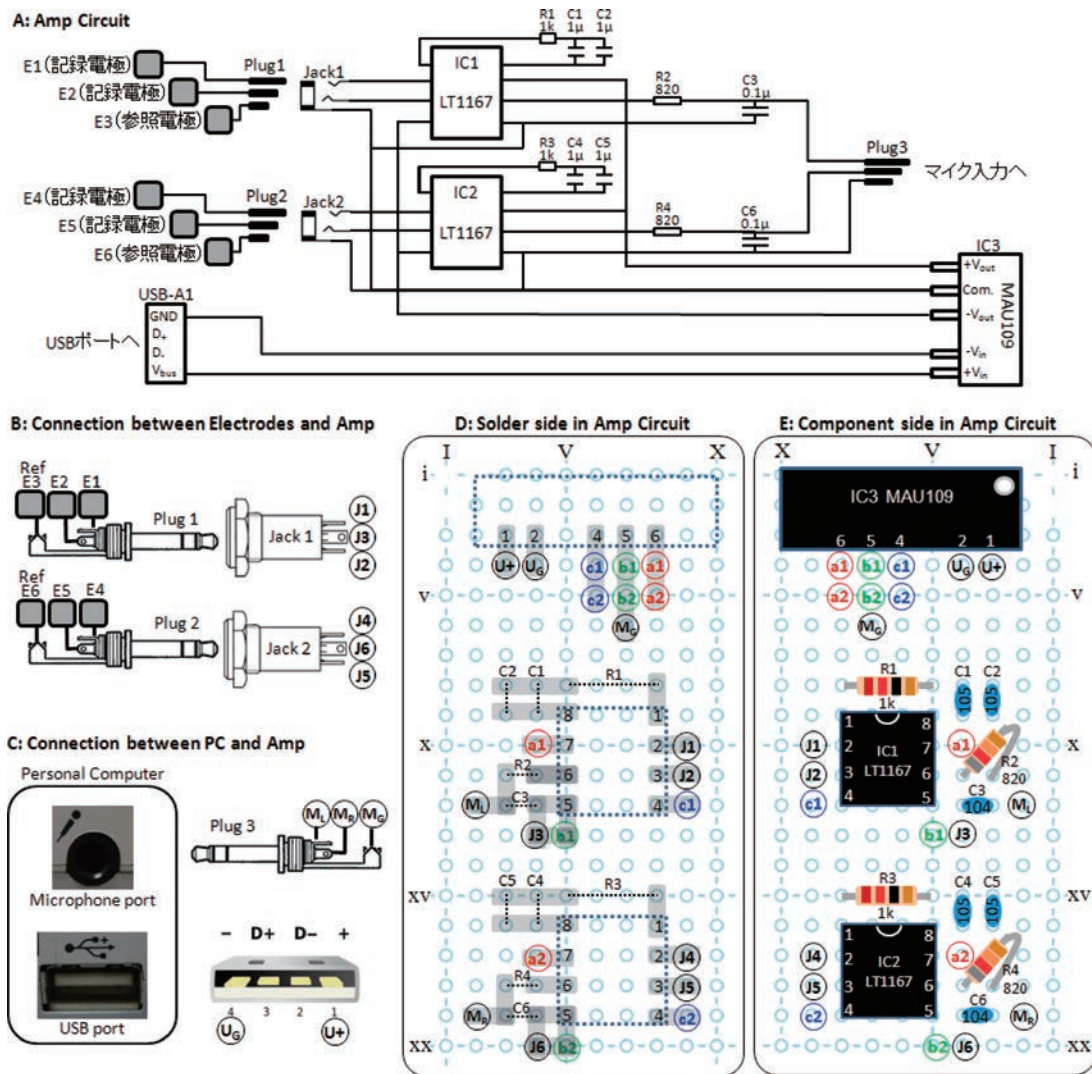 A: Amp Circuit
E1(記録電極)
E2(記録電極)
E3(参照電極)
Plug1
Jack1
R1
1k
C1
1μ
C2
1μ
IC1
LT1167
R2
820
C3
0.1μ
Plug3
マイク入力へ
E4(記録電極)
E5(記録電極)
E6(参照電極)
Plug2
Jack2
R3
1k
C4
1μ
C5
1μ
IC2
LT1167
R4
820
C6
0.1μ
IC3
MAU109
+Vout
Com.
-Vout
-Vin
+Vin
USB-A1
GND
D+
D-
Vbus
USBポートへ
B: Connection between Electrodes and Amp
Ref
E3 E2 E1
Plug 1
Jack 1
J1
J3
J2
Ref
E6 E5 E4
Plug 2
Jack 2
J4
J6
J5
C: Connection between PC and Amp
Personal Computer
Microphone port
USB port
ML MR MG
Plug 3
- D+ D- +
4 3 2 1
UG U+
D: Solder side in Amp Circuit
I V X
i
1 2 4 5 6
U+ UG c1 b1 a1
v
c2 b2 a2
MG
C2 C1 R1
8 1
x
a1 7 2 J1
R2 6 3 J2
ML C3 5 4 c1
J3 b1
xv
C5 C4 R3
8 1
a2 7 2 J4
R4 6 3 J5
MR C6 5 4 c2
xx
J6 b2
E: Component side in Amp Circuit
X V I
i
IC3 MAU109
6 5 4 2 1
a1 b1 c1 UG U+
a2 b2 c2
v
MG
R1
1k
C1 C2
105 105
1 8
J1 2 7 a1
x
IC1
LT1167
J2 3 6
R2
820
c1 4 5
C3
104
ML
b1 J3
R3
1k
C4 C5
105 105
xv
1 8
J4 2 7 a2
IC2
LT1167
J5 3 6
R4
820
c2 4 5
C6
104
MR
b2 J6
xx